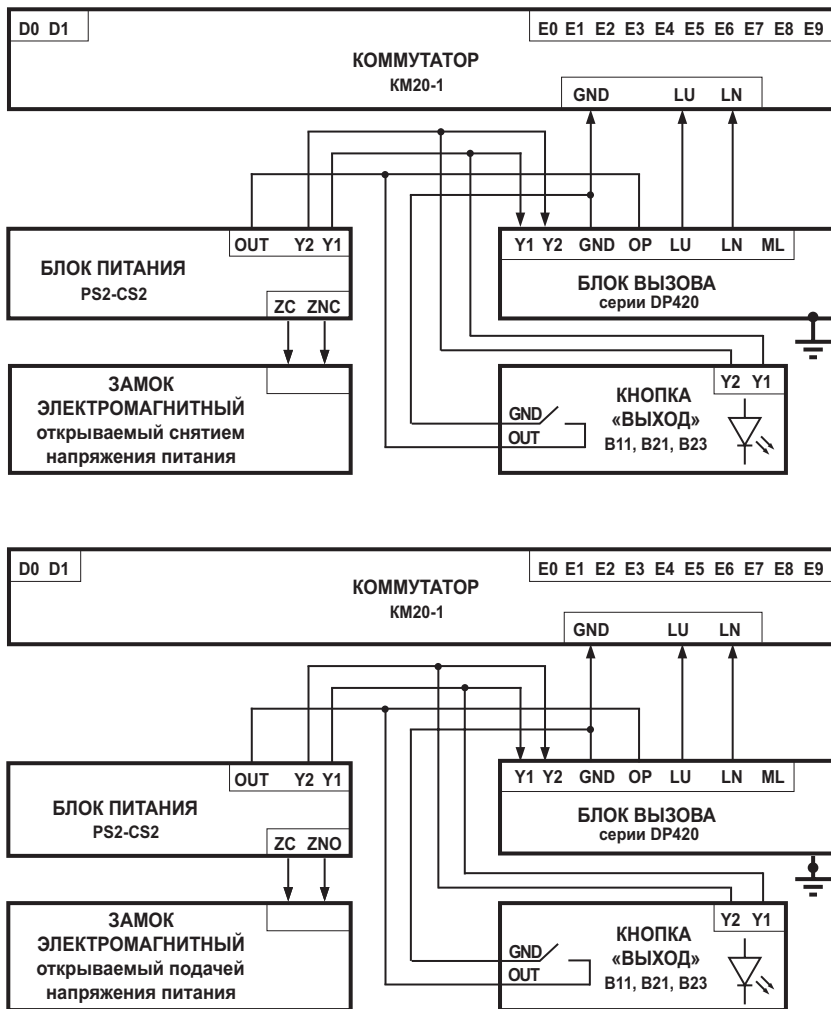 D0 D1
E0 E1 E2 E3 E4 E5 E6 E7 E8 E9
КОММУТАТОР
КМ20-1
GND LU LN
OUT Y2 Y1
БЛОК ПИТАНИЯ
PS2-CS2
ZC ZNC
Y1 Y2 GND OP LU LN ML
БЛОК ВЫЗОВА
серии DP420
ЗАМОК
ЭЛЕКТРОМАГНИТНЫЙ
открываемый снятием
напряжения питания
Y2 Y1
GND
OUT
КНОПКА
«ВЫХОД»
B11, B21, B23
D0 D1
E0 E1 E2 E3 E4 E5 E6 E7 E8 E9
КОММУТАТОР
КМ20-1
GND LU LN
OUT Y2 Y1
БЛОК ПИТАНИЯ
PS2-CS2
ZC ZNO
Y1 Y2 GND OP LU LN ML
БЛОК ВЫЗОВА
серии DP420
ЗАМОК
ЭЛЕКТРОМАГНИТНЫЙ
открываемый подачей
напряжения питания
Y2 Y1
GND
OUT
КНОПКА
«ВЫХОД»
B11, B21, B23